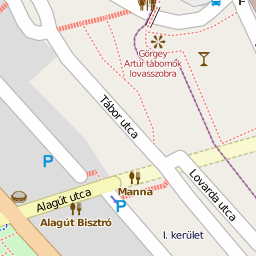 Görgey
Artúr tábornok
lovasszobra
Tábor utca
P
Lovarda utca
Manna
Alagút utca
P
Alagút Bisztró
I. kerület